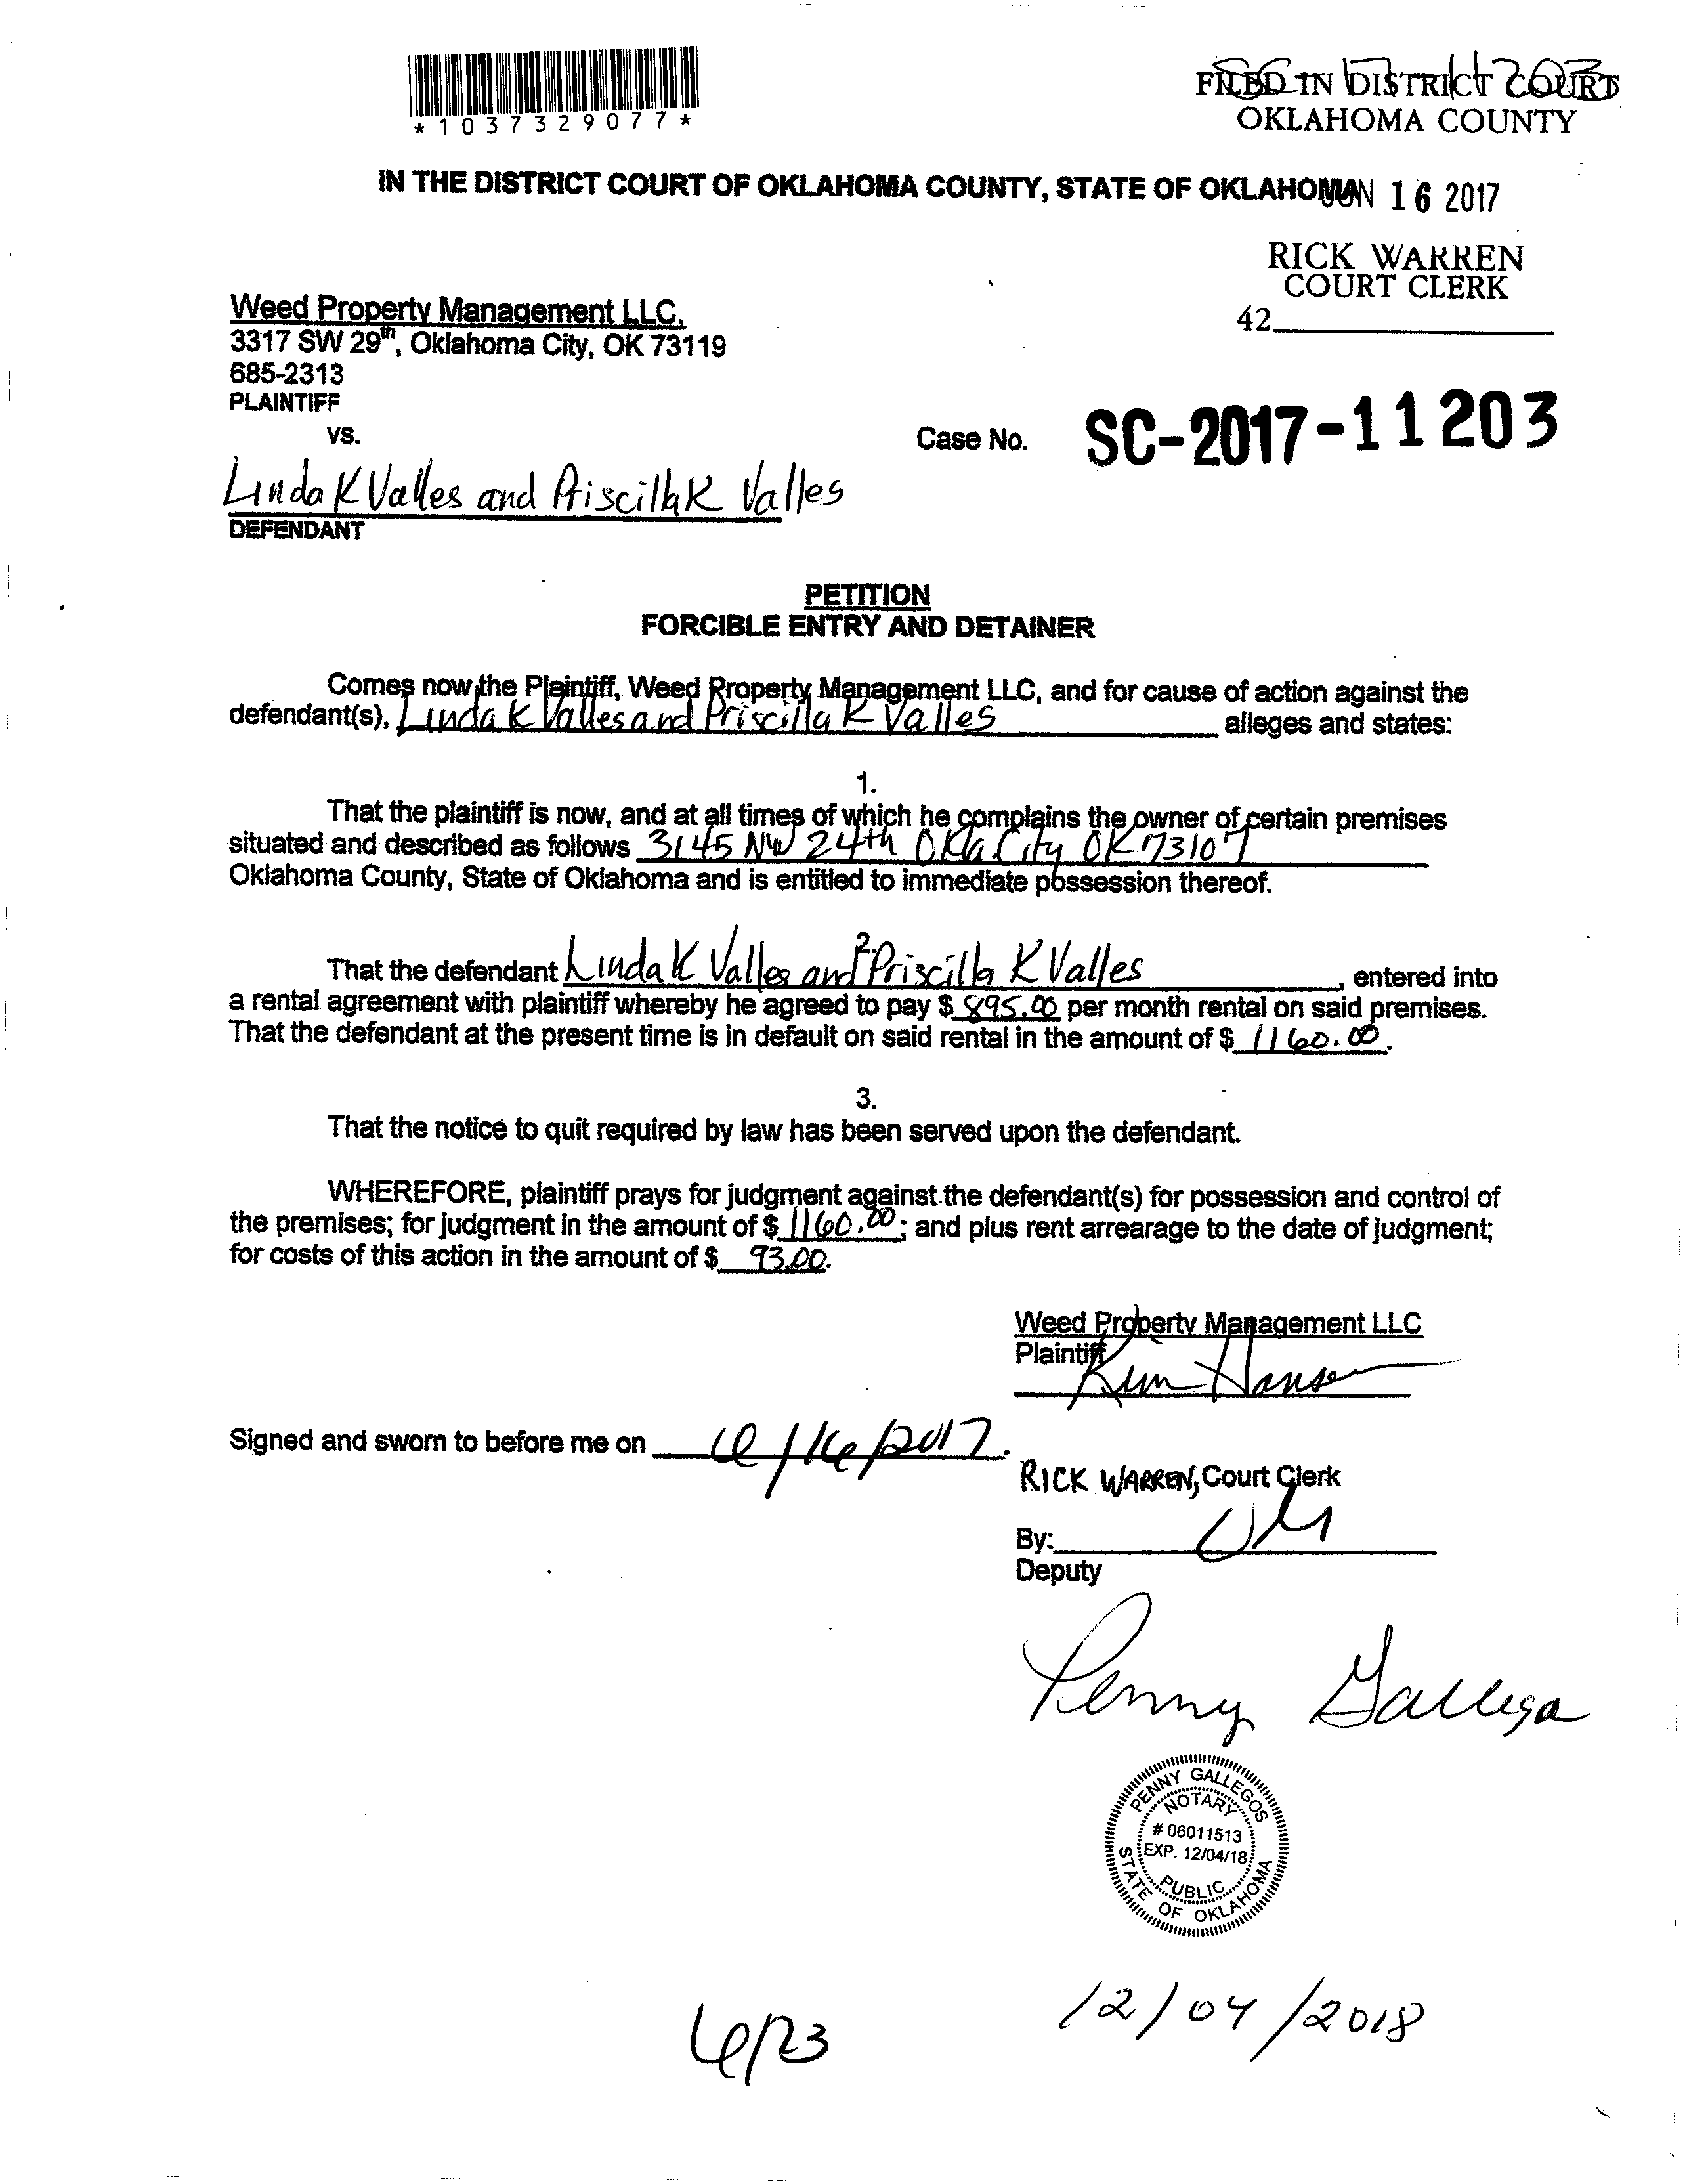 *1037329077*
FILED IN DISTRICT COURT
OKLAHOMA COUNTY
IN THE DISTRICT COURT OF OKLAHOMA COUNTY, STATE OF OKLAHOMA
JUN 16 2017
RICK WARREN
COURT CLERK
42
Weed Property Management LLC.
3317 SW 29th, Oklahoma City, OK 73119
685-2313
PLAINTIFF
vs.
Case No. SC-2017-11203
Linda K Valles and Priscilla K Valles
DEFENDANT
PETITION
FORCIBLE ENTRY AND DETAINER
Comes now the Plaintiff, Weed Property Management LLC, and for cause of action against the
defendant(s), Linda K Valles and Priscilla K Valles alleges and states:
1.
That the plaintiff is now, and at all times of which he complains the owner of certain premises
situated and described as follows 3145 NW 24th Okla City OK 73107
Oklahoma County, State of Oklahoma and is entitled to immediate possession thereof.
2.
That the defendant Linda K Valles and Priscilla K Valles, entered into
a rental agreement with plaintiff whereby he agreed to pay $ 895.00 per month rental on said premises.
That the defendant at the present time is in default on said rental in the amount of $ 1160.00.
3.
That the notice to quit required by law has been served upon the defendant.
WHEREFORE, plaintiff prays for judgment against the defendant(s) for possession and control of
the premises; for judgment in the amount of $ 1160.00; and plus rent arrearage to the date of judgment;
for costs of this action in the amount of $ 93.00.
Weed Property Management LLC
Plaintiff
Kim Hansen
Signed and sworn to before me on 6/16/2017.
RICK WARREN, Court Clerk
By:
Deputy
Penny Gallegos
PENNY GALLEGOS
NOTARY
# 06011513
EXP. 12/04/18
PUBLIC
STATE OF OKLAHOMA
12/04/2018
6/23